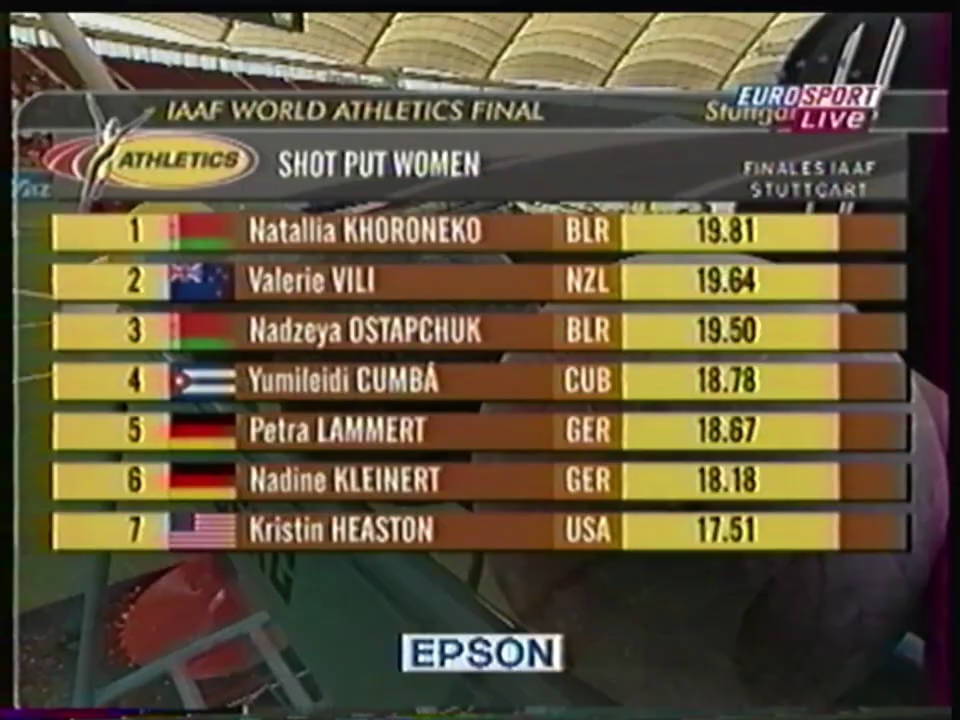 EUROSPORT
LIVE
IAAF WORLD ATHLETICS FINAL
ATHLETICS
SHOT PUT WOMEN
FINALES IAAF
STUTTGART
1 Natallia KHORONEKO BLR 19.81
2 Valerie VILI NZL 19.64
3 Nadzeya OSTAPCHUK BLR 19.50
4 Yumileidi CUMBÁ CUB 18.78
5 Petra LAMMERT GER 18.67
6 Nadine KLEINERT GER 18.18
7 Kristin HEASTON USA 17.51
EPSON